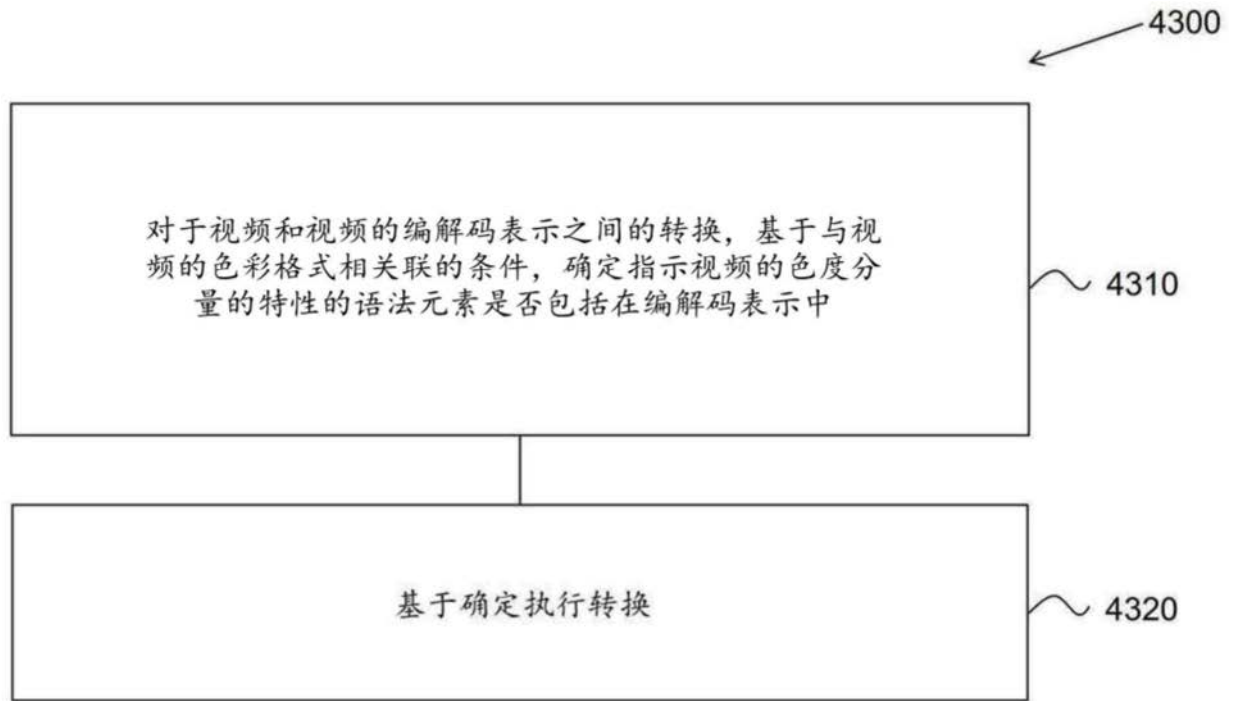 4300
对于视频和视频的编解码表示之间的转换，基于与视
频的色彩格式相关联的条件，确定指示视频的色度分
量的特性的语法元素是否包括在编解码表示中
4310
基于确定执行转换
4320